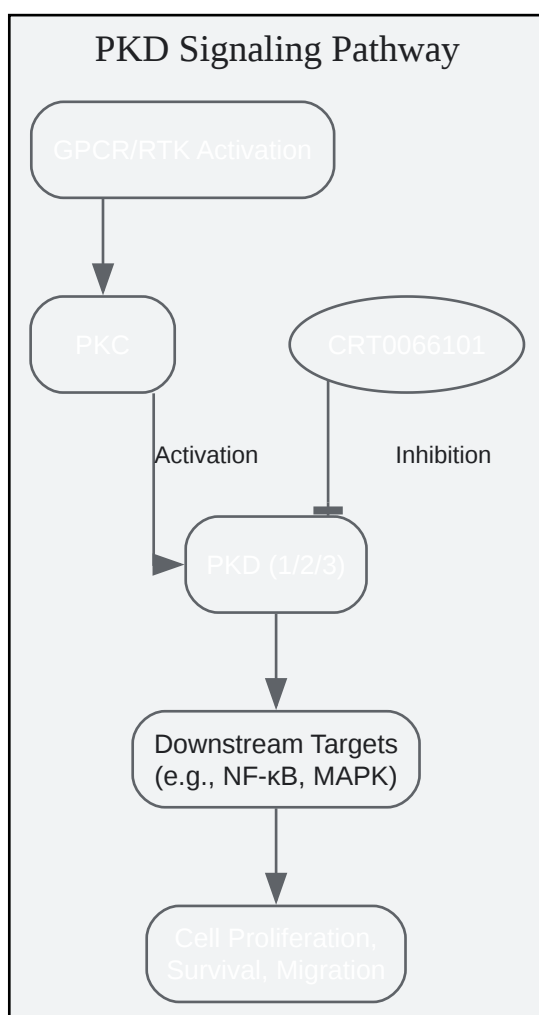 PKD Signaling Pathway
GPCR/RTK Activation
PKC
CRT0066101
Activation
Inhibition
PKD (1/2/3)
Downstream Targets
(e.g., NF-κB, MAPK)
Cell Proliferation,
Survival, Migration